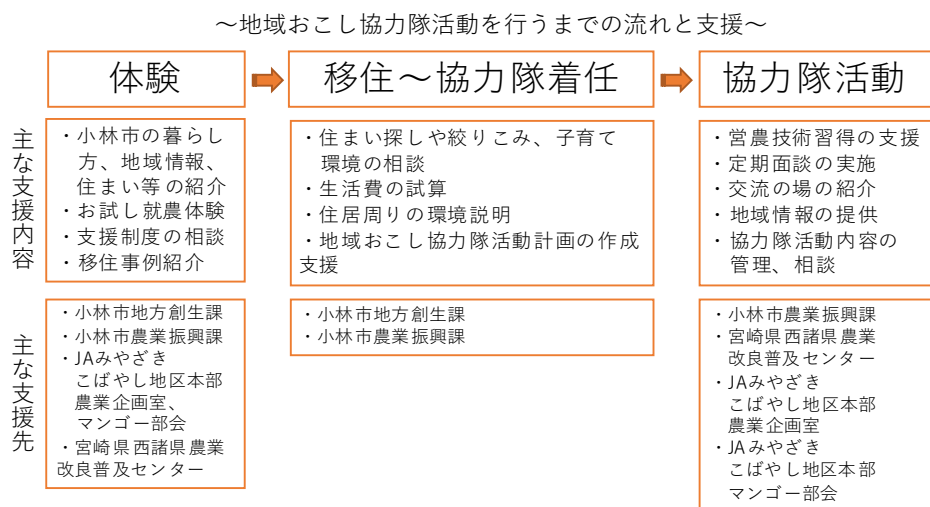 ～地域おこし協力隊活動を行うまでの流れと支援～
体験
移住～協力隊着任
協力隊活動
主な支援内容
・小林市の暮らし
方、地域情報、
住まい等の紹介
・お試し就農体験
・支援制度の相談
・移住事例紹介
・住まい探しや絞りこみ、子育て
環境の相談
・生活費の試算
・住居周りの環境説明
・地域おこし協力隊活動計画の作成
支援
・営農技術習得の支援
・定期面談の実施
・交流の場の紹介
・地域情報の提供
・協力隊活動内容の
管理、相談
主な支援先
・小林市地方創生課
・小林市農業振興課
・JAみやざき
こばやし地区本部
農業企画室、
マンゴー部会
・宮崎県西諸県農業
改良普及センター
・小林市地方創生課
・小林市農業振興課
・小林市農業振興課
・宮崎県西諸県農業
改良普及センター
・JAみやざき
こばやし地区本部
農業企画室
・JAみやざき
こばやし地区本部
マンゴー部会